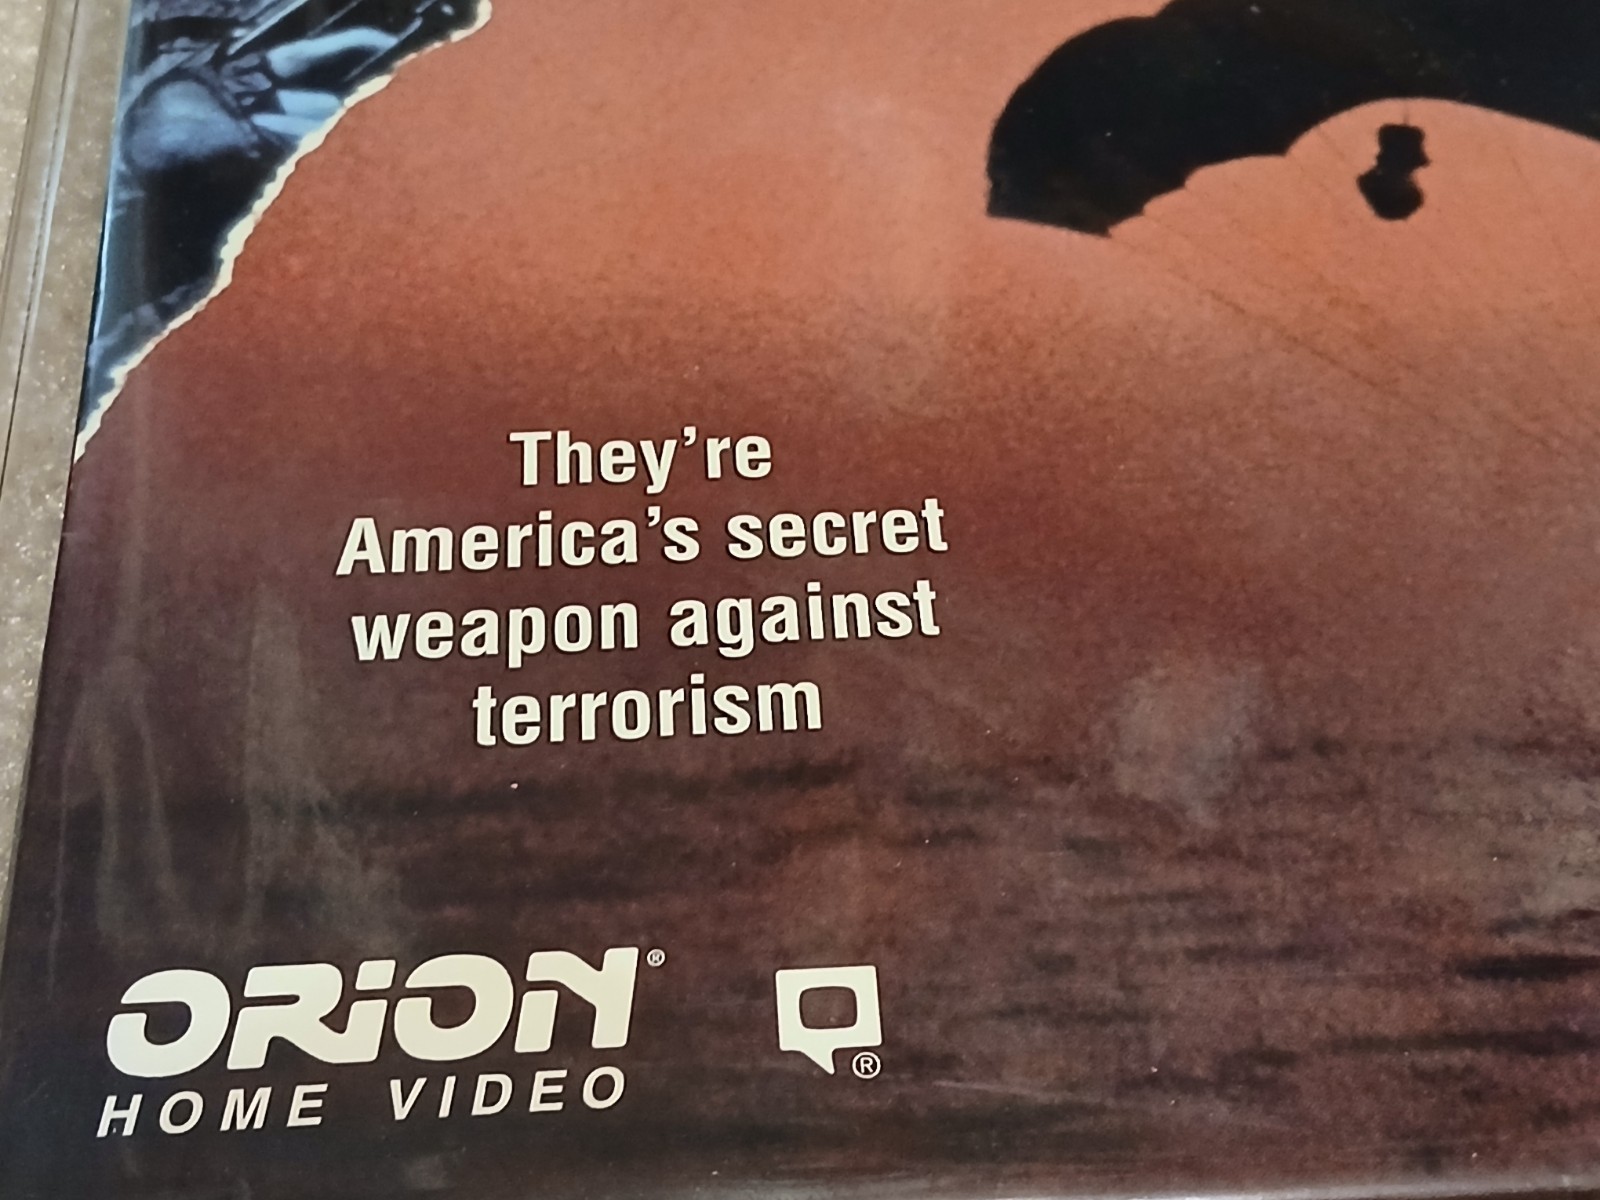 They're
America's secret
weapon against
terrorism
ORiON®
HOME VIDEO
®